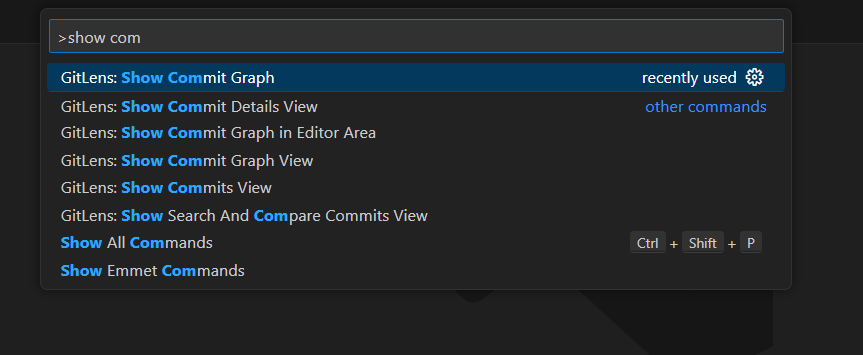 >show com
GitLens: Show Commit Graph recently used
GitLens: Show Commit Details View other commands
GitLens: Show Commit Graph in Editor Area
GitLens: Show Commit Graph View
GitLens: Show Commits View
GitLens: Show Search And Compare Commits View
Show All Commands Ctrl + Shift + P
Show Emmet Commands